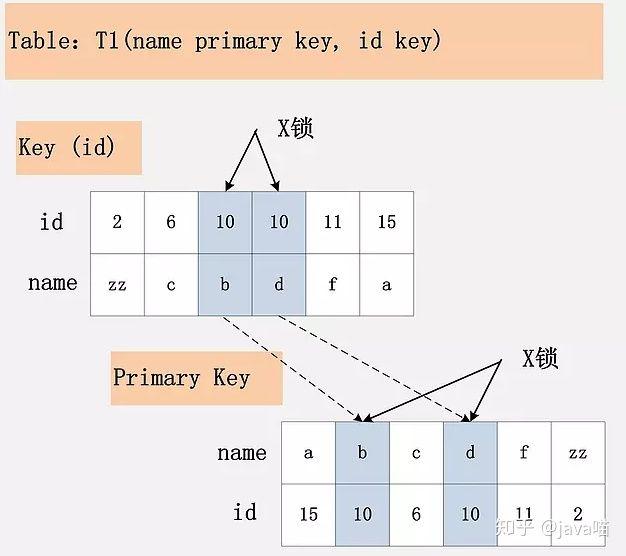 Table: T1(name primary key, id key)
X锁
Key (id)
id 2 6 10 10 11 15
name zz c b d f a
X锁
Primary Key
name a b c d f zz
id 15 10 6 10 11 2
知乎 @java喵